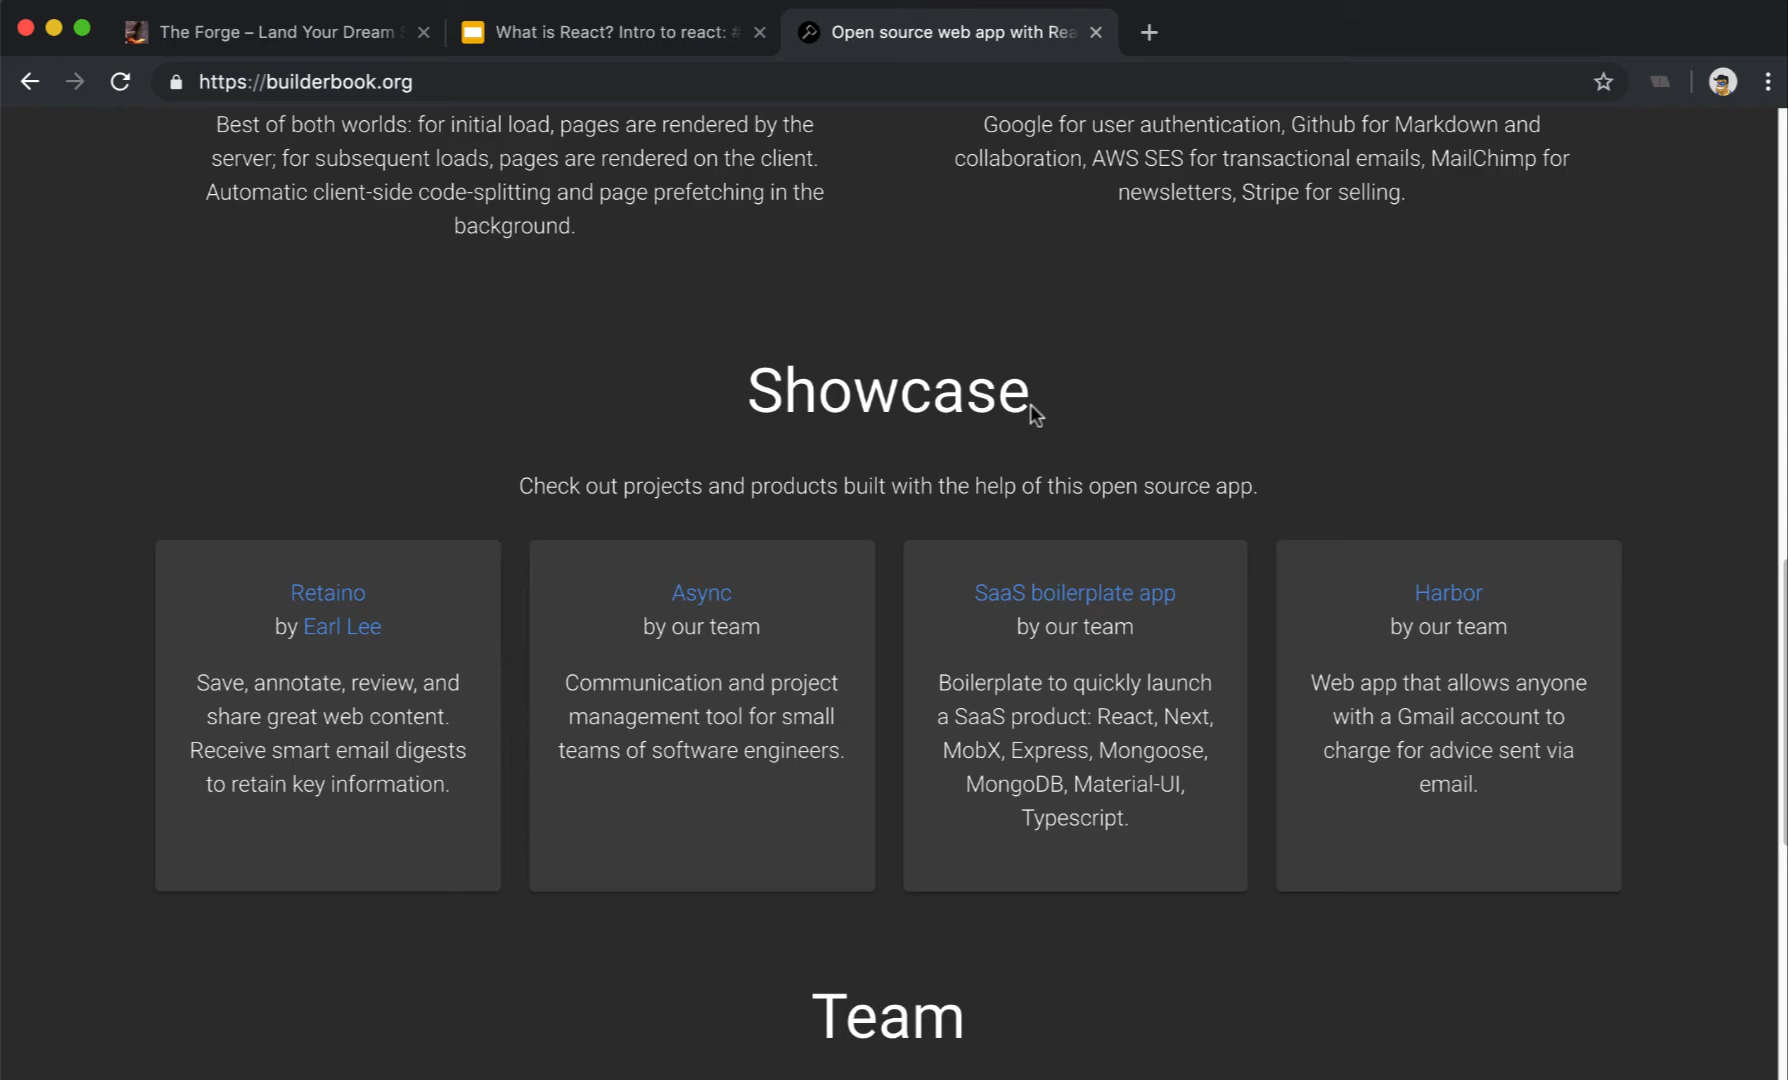 The Forge – Land Your Dream
What is React? Intro to react: #
Open source web app with Rea
https://builderbook.org
Best of both worlds: for initial load, pages are rendered by the
server; for subsequent loads, pages are rendered on the client.
Automatic client-side code-splitting and page prefetching in the
background.
Google for user authentication, Github for Markdown and
collaboration, AWS SES for transactional emails, MailChimp for
newsletters, Stripe for selling.
Showcase
Check out projects and products built with the help of this open source app.
Retaino
by Earl Lee
Save, annotate, review, and
share great web content.
Receive smart email digests
to retain key information.
Async
by our team
Communication and project
management tool for small
teams of software engineers.
SaaS boilerplate app
by our team
Boilerplate to quickly launch
a SaaS product: React, Next,
MobX, Express, Mongoose,
MongoDB, Material-UI,
Typescript.
Harbor
by our team
Web app that allows anyone
with a Gmail account to
charge for advice sent via
email.
Team